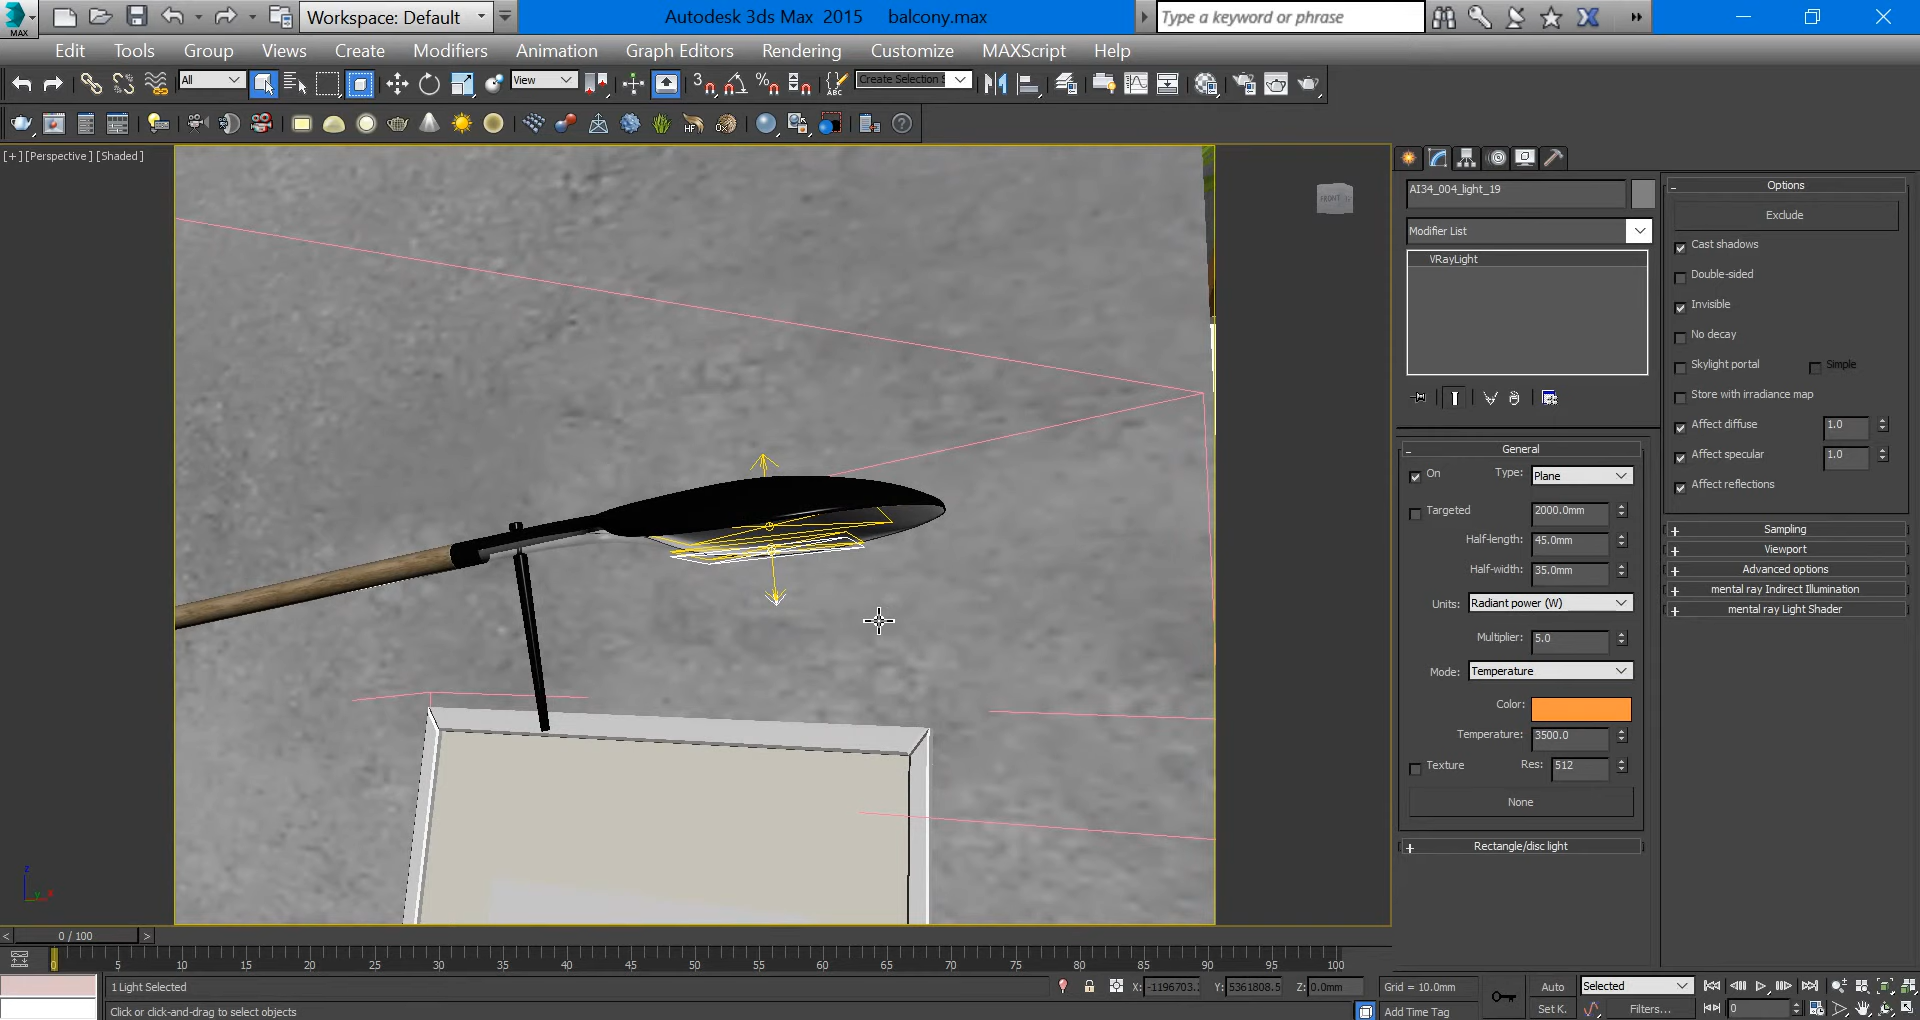 MAX
Workspace: Default
Autodesk 3ds Max 2015 balcony.max
Type a keyword or phrase
Edit Tools Group Views Create Modifiers Animation Graph Editors Rendering Customize MAXScript Help
All
View
3
%
ABC
Create Selection S
HF
[+] [Perspective ] [Shaded ]
FRONT
AI34_004_light_19
Modifier List
VRayLight
General
On Type: Plane
Targeted 2000.0mm
Half-length: 45.0mm
Half-width: 35.0mm
Units: Radiant power (W)
Multiplier: 5.0
Mode: Temperature
Color:
Temperature: 3500.0
Texture Res: 512
None
Rectangle/disc light
Options
Exclude
Cast shadows
Double-sided
Invisible
No decay
Skylight portal Simple
Store with irradiance map
Affect diffuse 1.0
Affect specular 1.0
Affect reflections
Sampling
Viewport
Advanced options
mental ray Indirect Illumination
mental ray Light Shader
z
y x
< 0 / 100 >
0 5 10 15 20 25 30 35 40 45 50 55 60 65 70 75 80 85 90 95 100
1 Light Selected
X: -1196703. Y: 5361808.5 Z: 0.0mm Grid = 10.0mm
Auto Selected
Click or click-and-drag to select objects
Add Time Tag
Set K. Filters... 0